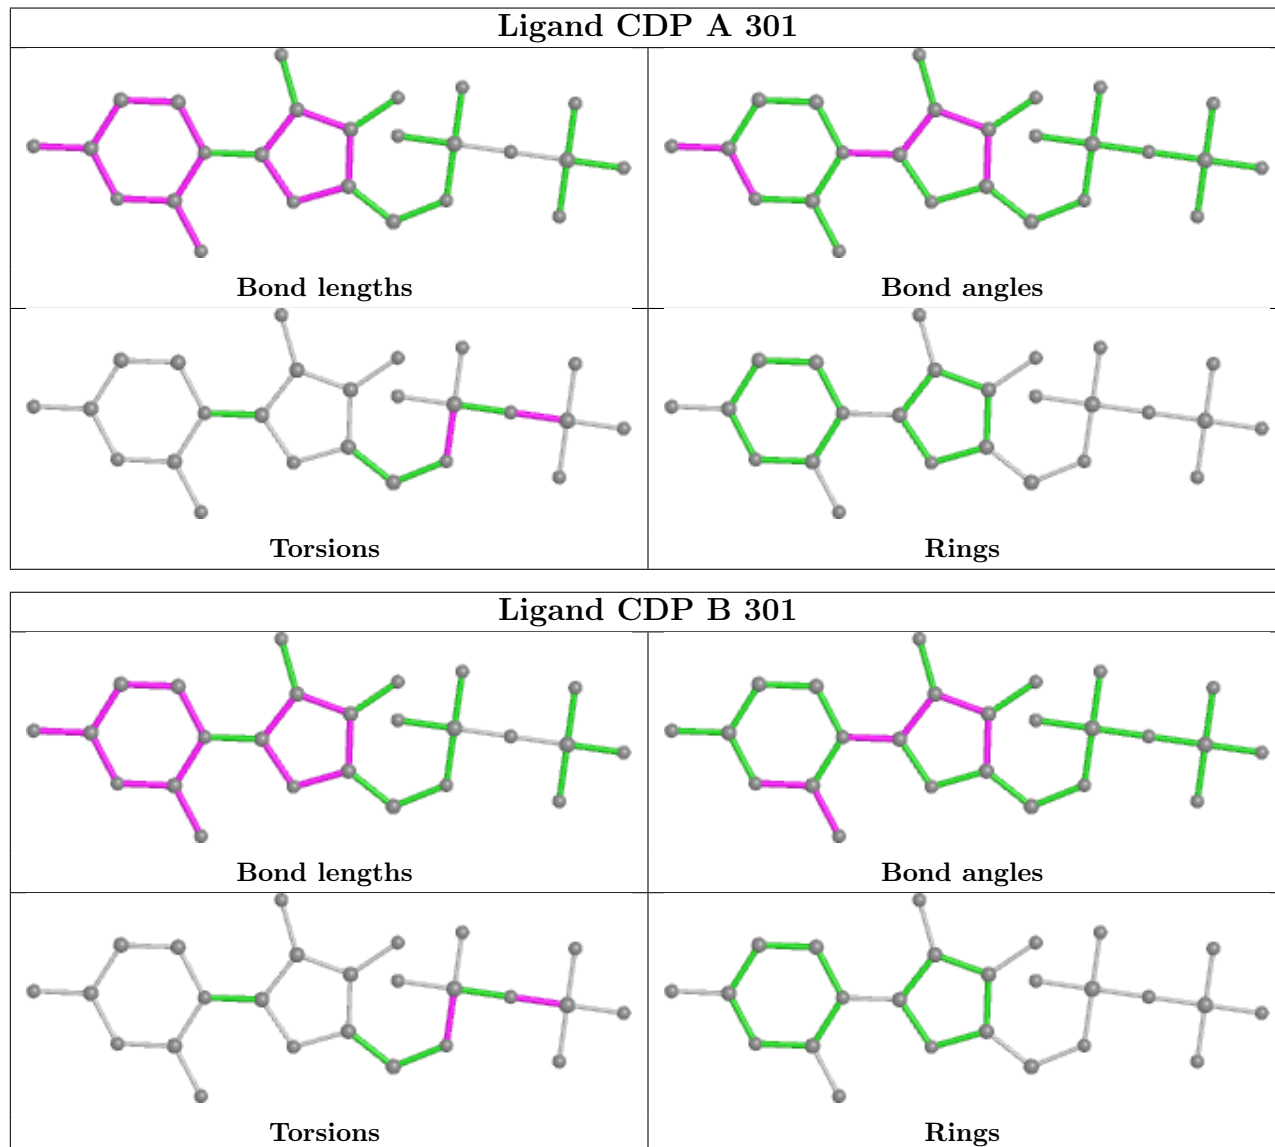 Ligand CDP A 301
Bond lengths
Bond angles
Torsions
Rings
Ligand CDP B 301
Bond lengths
Bond angles
Torsions
Rings